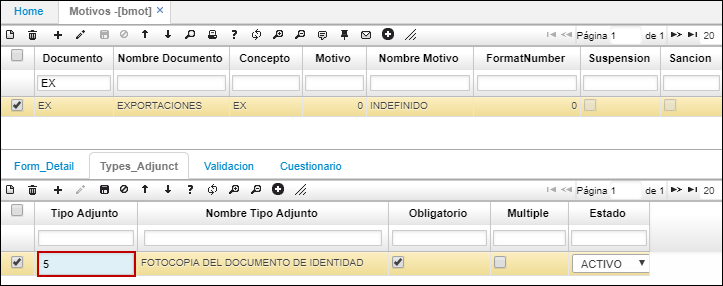 Home Motivos -[bmot] ×
Página 1 de 1 20
Documento Nombre Documento Concepto Motivo Nombre Motivo FormatNumber Suspension Sancion
EX
EX EXPORTACIONES EX 0 INDEFINIDO 0
Form_Detail Types_Adjunct Validacion Cuestionario
Página 1 de 1 20
Tipo Adjunto Nombre Tipo Adjunto Obligatorio Multiple Estado
5 FOTOCOPIA DEL DOCUMENTO DE IDENTIDAD ACTIVO